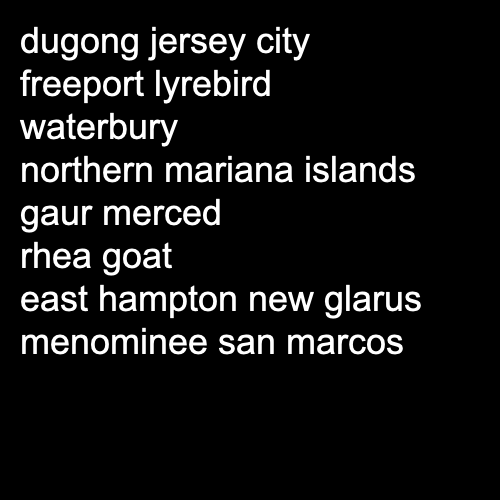 dugong jersey city
freeport lyrebird
waterbury
northern mariana islands
gaur merced
rhea goat
east hampton new glarus
menominee san marcos